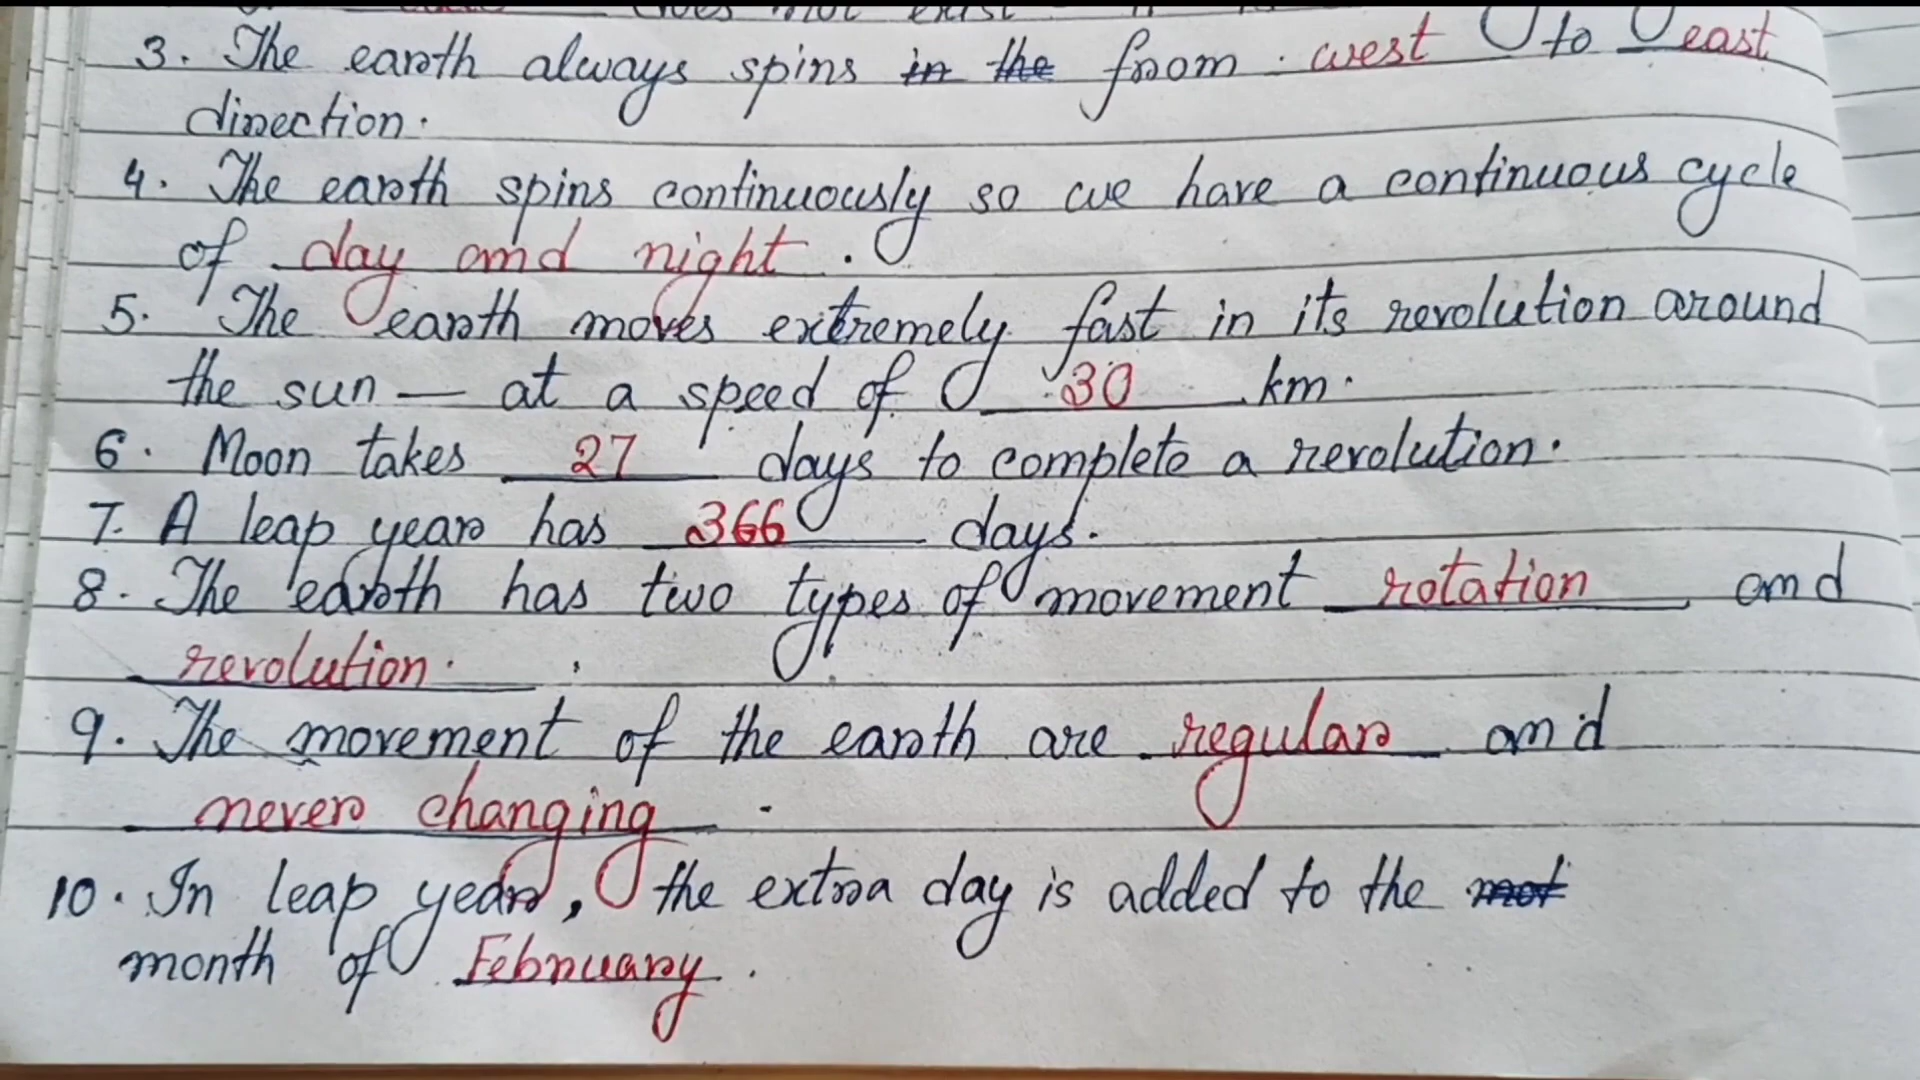 3. The earth always spins in the from west to east
direction.
4. The earth spins continuously so we have a continuous cycle
of day and night.
5. The earth moves extremely fast in its revolution around
the sun — at a speed of 30 km.
6. Moon takes 27 days to complete a revolution.
7. A leap year has 366 days.
8. The earth has two types of movement rotation and
revolution.
9. The movement of the earth are regular and
never changing.
10. In leap year, the extra day is added to the
month of February.